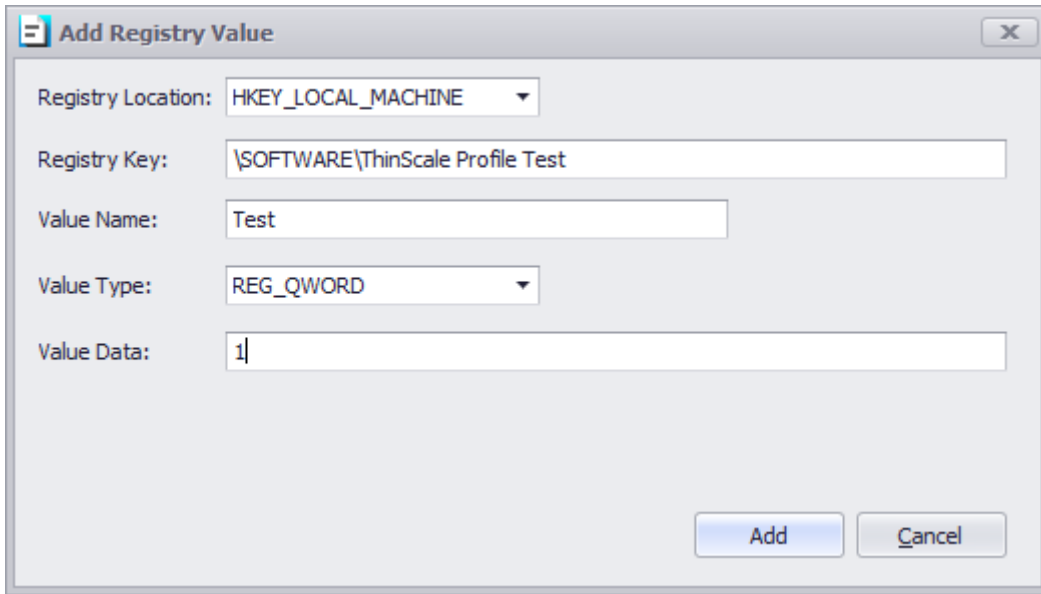 Add Registry Value
Registry Location: HKEY_LOCAL_MACHINE
Registry Key: \SOFTWARE\ThinScale Profile Test
Value Name: Test
Value Type: REG_QWORD
Value Data: 1
Add Cancel